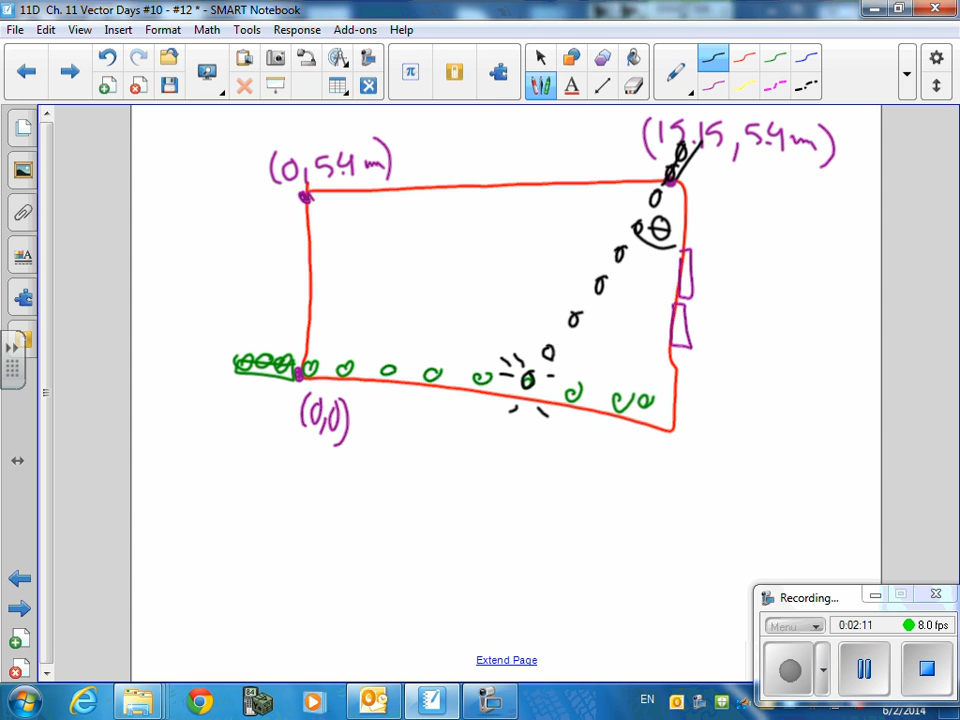 11D Ch. 11 Vector Days #10 - #12 * - SMART Notebook
File Edit View Insert Format Math Tools Response Add-ons Help
π
A
(0, 5.4 m)
(15.15, 5.4 m)
θ
(0,0)
Extend Page
Recording...
Menu
0:02:11
8.0 fps
EN
6/2/2014